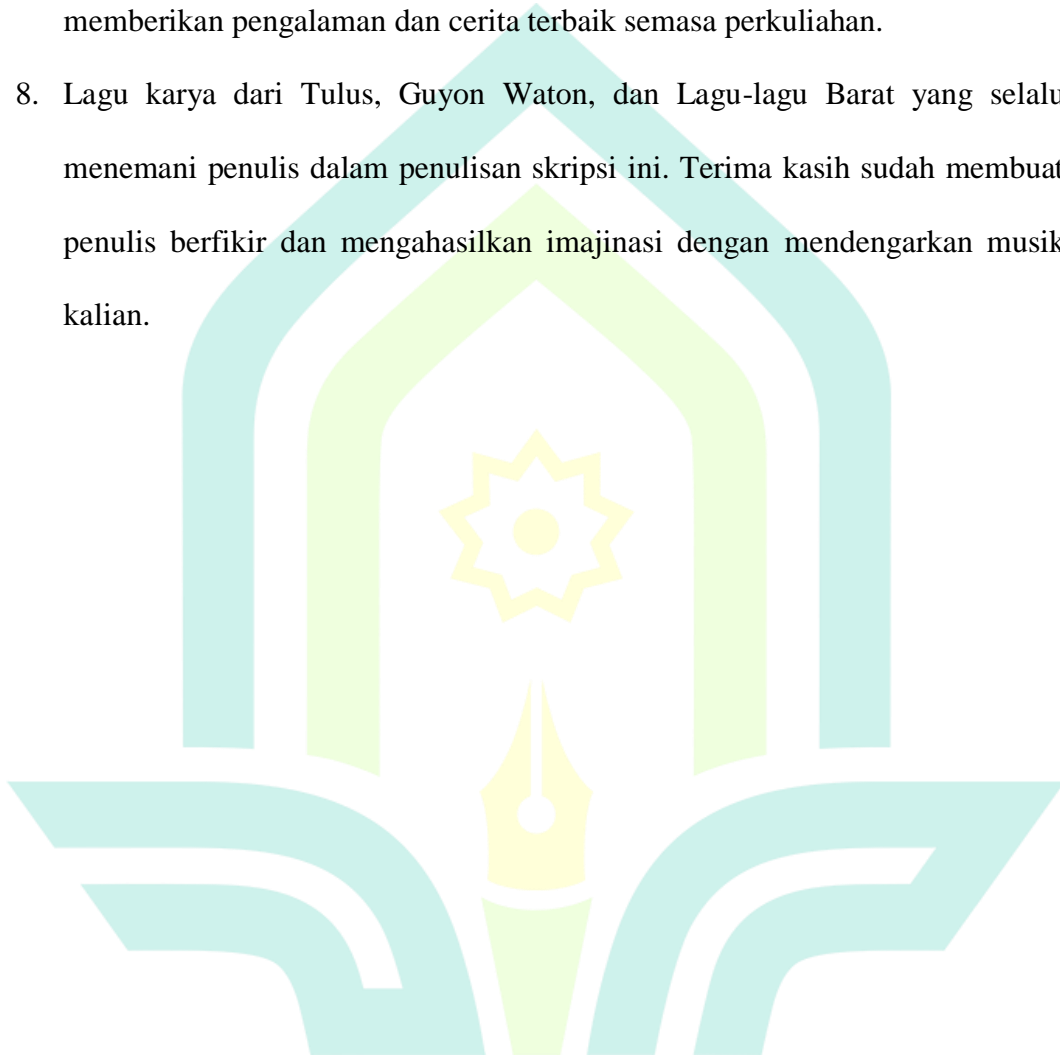 memberikan pengalaman dan cerita terbaik semasa perkuliahan.
8. Lagu karya dari Tulus, Guyon Waton, dan Lagu-lagu Barat yang selalu
menemani penulis dalam penulisan skripsi ini. Terima kasih sudah membuat
penulis berfikir dan mengahasilkan imajinasi dengan mendengarkan musik
kalian.